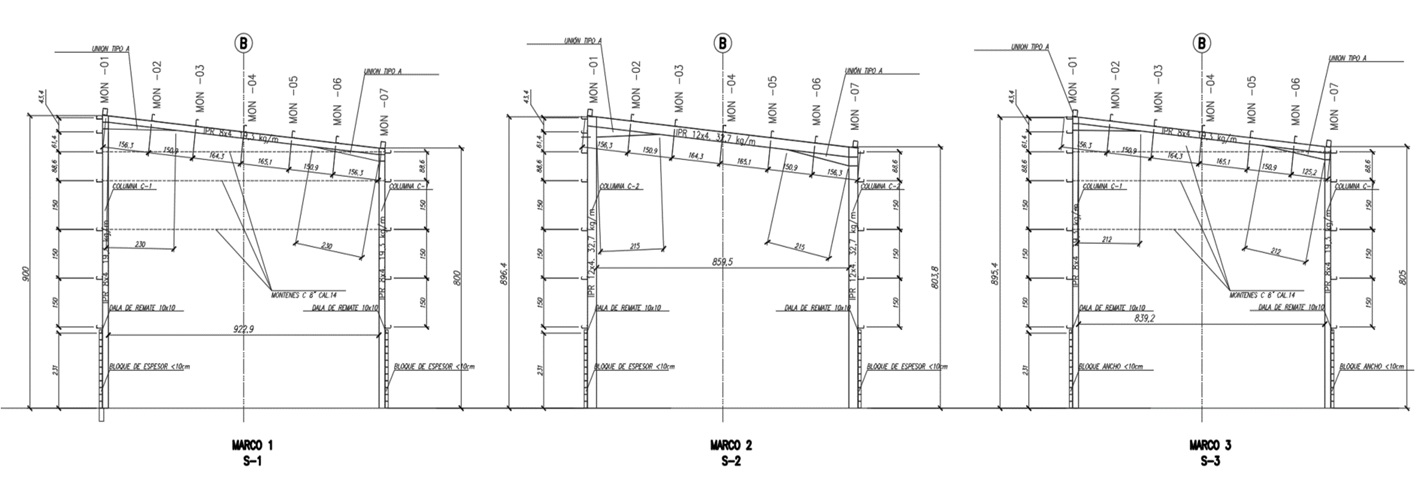 B
UNION TIPO A
MON -01
MON -02
MON -03
MON -04
MON -05
MON -06
MON -07
UNION TIPO A
43,4
61,4
88,6
150
150
150
231
900
IPR 8x4, 19,3 kg/m
156,3
150,9
164,3
165,1
150,9
156,3
88,6
150
150
150
800
COLUMNA C-1
COLUMNA C-1
IPR 8x4 19,3 kg/m
IPR 8x4 19,3 kg/m
230
230
MONTENES C 8" CAL.14
DALA DE REMATE 10x10
DALA DE REMATE 10x10
922,9
BLOQUE DE ESPESOR <10cm
BLOQUE DE ESPESOR <10cm
MARCO 1
S-1
B
UNIÓN TIPO A
MON -01
MON -02
MON -03
MON -04
MON -05
MON -06
MON -07
UNIÓN TIPO A
43,4
61,4
88,6
150
150
150
231
896,4
IPR 12x4, 32,7 kg/m
156,3
150,9
164,3
165,1
150,9
156,3
88,6
150
150
150
803,8
COLUMNA C-2
COLUMNA C-2
IPR 12x4, 32,7 kg/m
IPR 12x4 32,7 kg/m
215
215
859,5
DALA DE REMATE 10x10
DALA DE REMATE 10x10
BLOQUE DE ESPESOR <10cm
BLOQUE DE ESPESOR <10cm
MARCO 2
S-2
B
UNION TIPO A
MON -01
MON -02
MON -03
MON -04
MON -05
MON -06
MON -07
UNION TIPO A
43,4
61,4
88,6
150
150
150
231
895,4
IPR 8x4, 19,3 kg/m
156,3
150,9
164,3
165,1
150,9
125,2
88,6
150
150
150
805
COLUMNA C-1
COLUMNA C-1
IPR 8x4 19,3 kg/m
IPR 8x4 19,3 kg/m
212
212
MONTENES C 8" CAL.14
DALA DE REMATE 10x10
DALA DE REMATE 10x10
839,2
BLOQUE ANCHO <10cm
BLOQUE ANCHO <10cm
MARCO 3
S-3